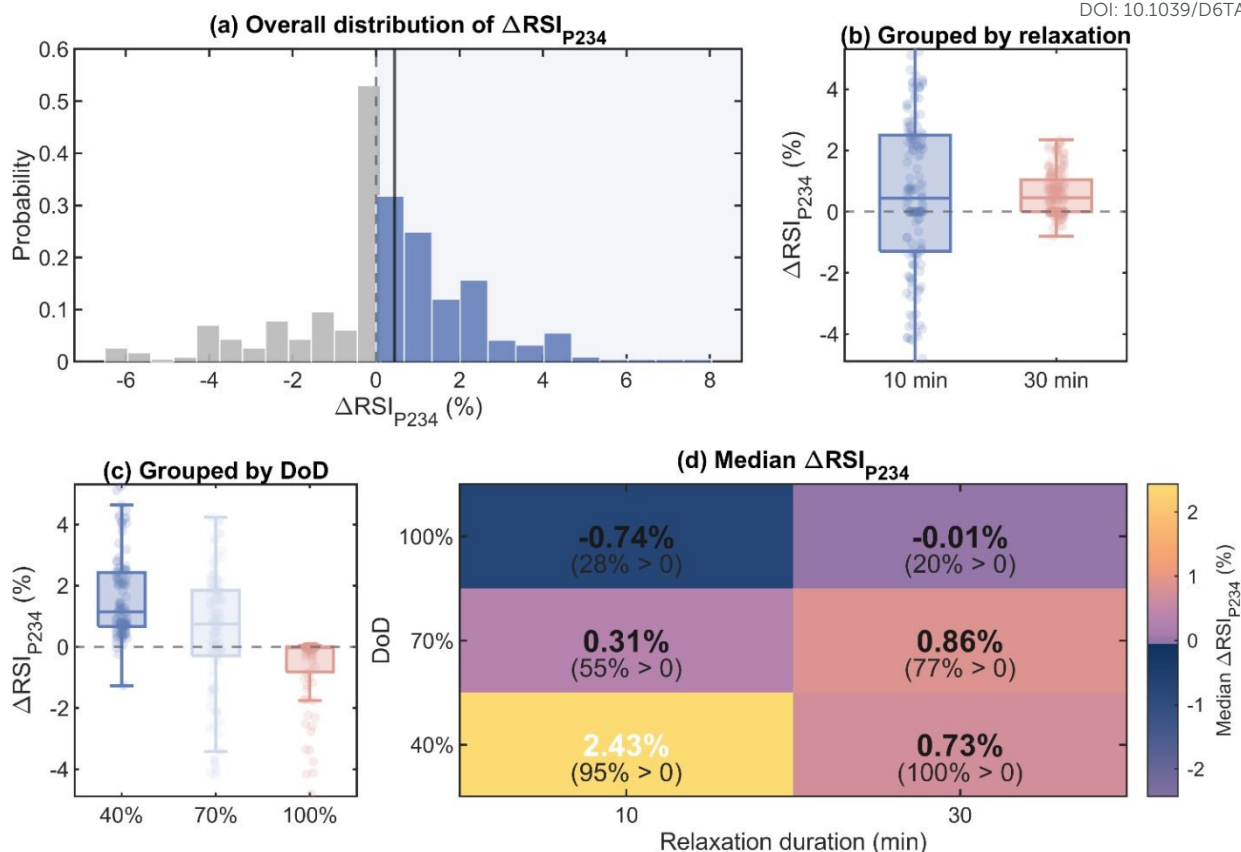 DOI: 10.1039/D6TA
(a) Overall distribution of ΔRSI_P234
0.6
0.5
0.4
0.3
0.2
0.1
0
Probability
-6 -4 -2 0 2 4 6 8
ΔRSI_P234 (%)
(b) Grouped by relaxation
4
2
0
-2
-4
ΔRSI_P234 (%)
10 min 30 min
(c) Grouped by DoD
4
2
0
-2
-4
ΔRSI_P234 (%)
40% 70% 100%
(d) Median ΔRSI_P234
DoD
100%
-0.74% -0.01%
(28% > 0) (20% > 0)
70%
0.31% 0.86%
(55% > 0) (77% > 0)
40%
2.43% 0.73%
(95% > 0) (100% > 0)
10 30
Relaxation duration (min)
2
1
0
-1
-2
Median ΔRSI_P234 (%)